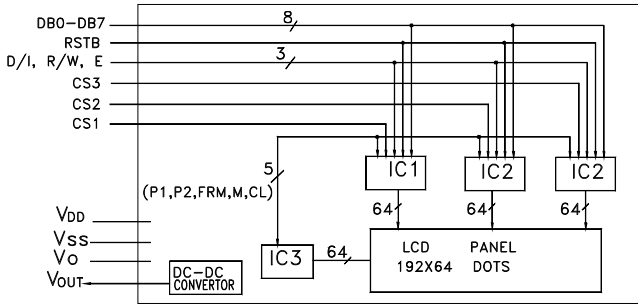 DB0-DB7 8
RSTB
D/I, R/W, E 3
CS3
CS2
CS1
5
IC1 IC2 IC2
(P1,P2,FRM,M,CL)
64 64 64
VDD
VSS
VO
VOUT
DC-DC
CONVERTOR
IC3 64
LCD PANEL
192X64 DOTS